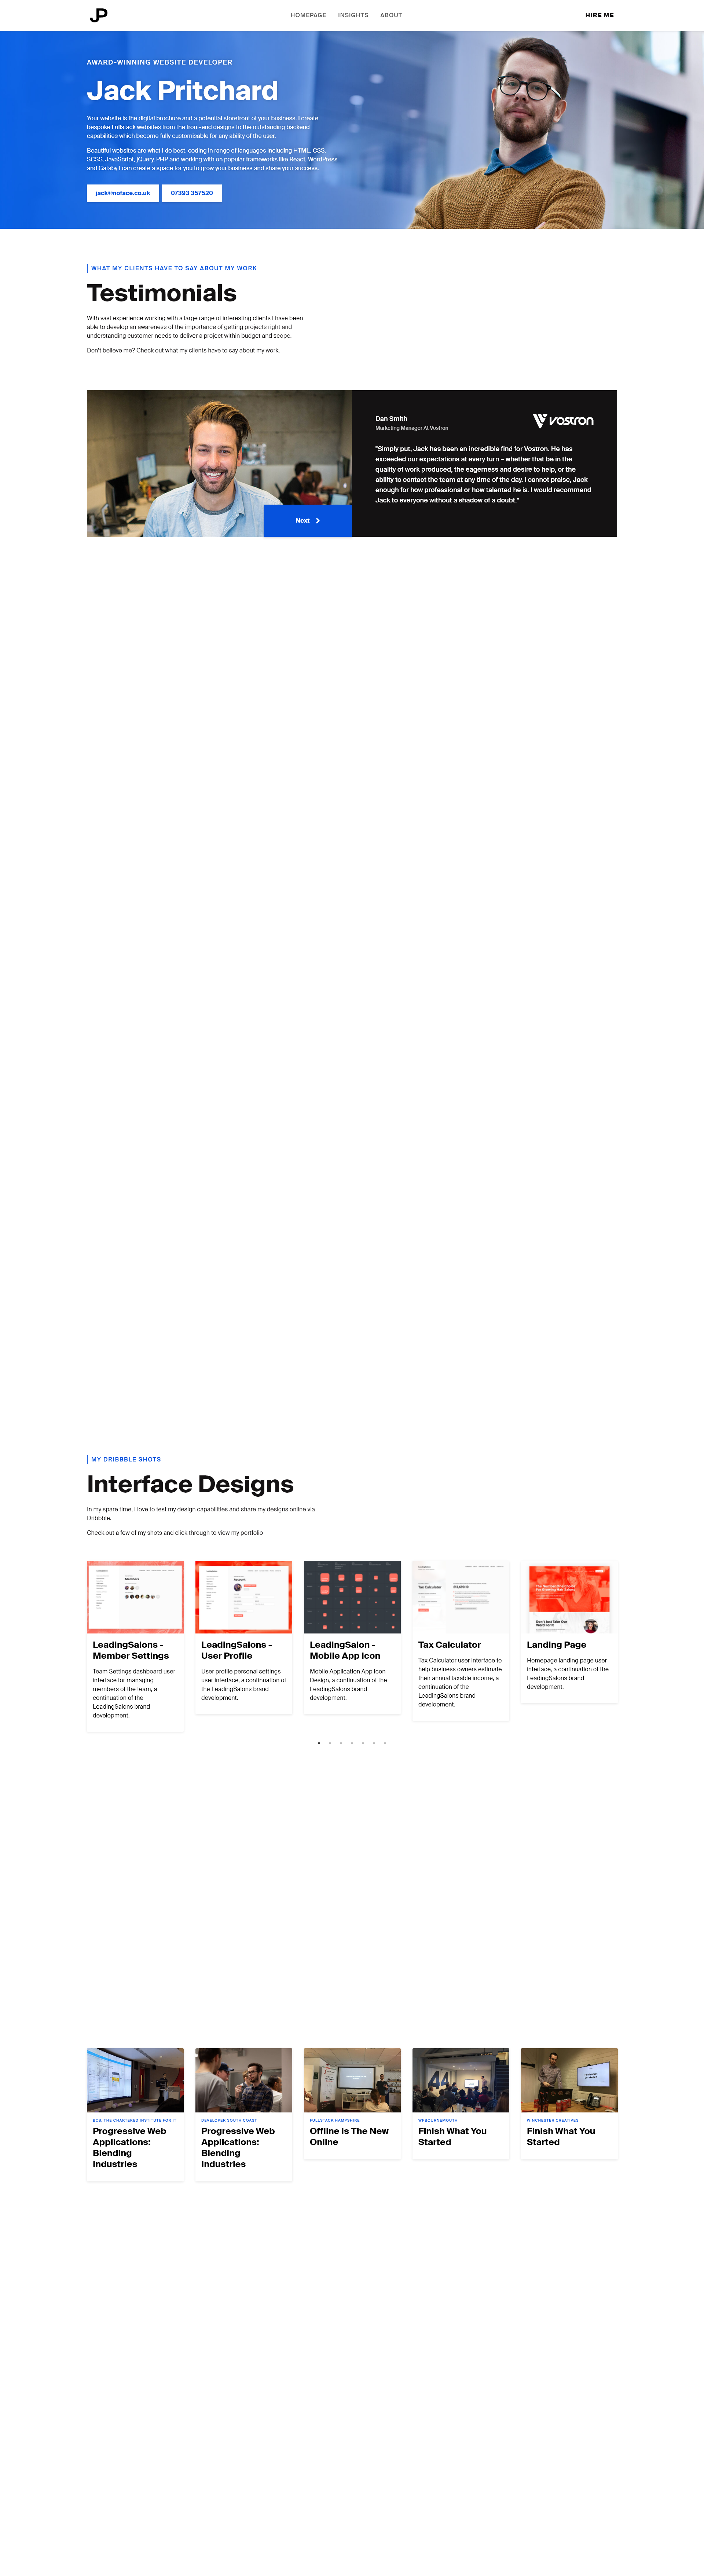 JP
HOMEPAGE INSIGHTS ABOUT
HIRE ME
AWARD-WINNING WEBSITE DEVELOPER
Jack Pritchard
Your website is the digital brochure and a potential storefront of your business. I create
bespoke Fullstack websites from the front-end designs to the outstanding backend
capabilities which become fully customisable for any ability of the user.
Beautiful websites are what I do best, coding in range of languages including HTML, CSS,
SCSS, JavaScript, jQuery, PHP and working with on popular frameworks like React, WordPress
and Gatsby I can create a space for you to grow your business and share your success.
jack@noface.co.uk
07393 357520
WHAT MY CLIENTS HAVE TO SAY ABOUT MY WORK
Testimonials
With vast experience working with a large range of interesting clients I have been
able to develop an awareness of the importance of getting projects right and
understanding customer needs to deliver a project within budget and scope.
Don't believe me? Check out what my clients have to say about my work.
Next
Dan Smith
Marketing Manager At Vostron
vostron
"Simply put, Jack has been an incredible find for Vostron. He has
exceeded our expectations at every turn – whether that be in the
quality of work produced, the eagerness and desire to help, or the
ability to contact the team at any time of the day. I cannot praise, Jack
enough for how professional or how talented he is. I would recommend
Jack to everyone without a shadow of a doubt."
MY DRIBBBLE SHOTS
Interface Designs
In my spare time, I love to test my design capabilities and share my designs online via
Dribbble.
Check out a few of my shots and click through to view my portfolio
Members
LeadingSalons -
Member Settings
Team Settings dashboard user
interface for managing
members of the team, a
continuation of the
LeadingSalons brand
development.
Account
LeadingSalons -
User Profile
User profile personal settings
user interface, a continuation of
the LeadingSalons brand
development.
LeadingSalon -
Mobile App Icon
Mobile Application App Icon
Design, a continuation of the
LeadingSalons brand
development.
Tax Calculator
Tax Calculator
Tax Calculator user interface to
help business owners estimate
their annual taxable income, a
continuation of the
LeadingSalons brand
development.
Don't Just Take Our
Word For It
Landing Page
Homepage landing page user
interface, a continuation of the
LeadingSalons brand
development.
BCS, THE CHARTERED INSTITUTE FOR IT
Progressive Web
Applications:
Blending
Industries
DEVELOPER SOUTH COAST
Progressive Web
Applications:
Blending
Industries
FULLSTACK HAMPSHIRE
Offline Is The New
Online
44
WPBOURNEMOUTH
Finish What You
Started
WINCHESTER CREATIVES
Finish What You
Started